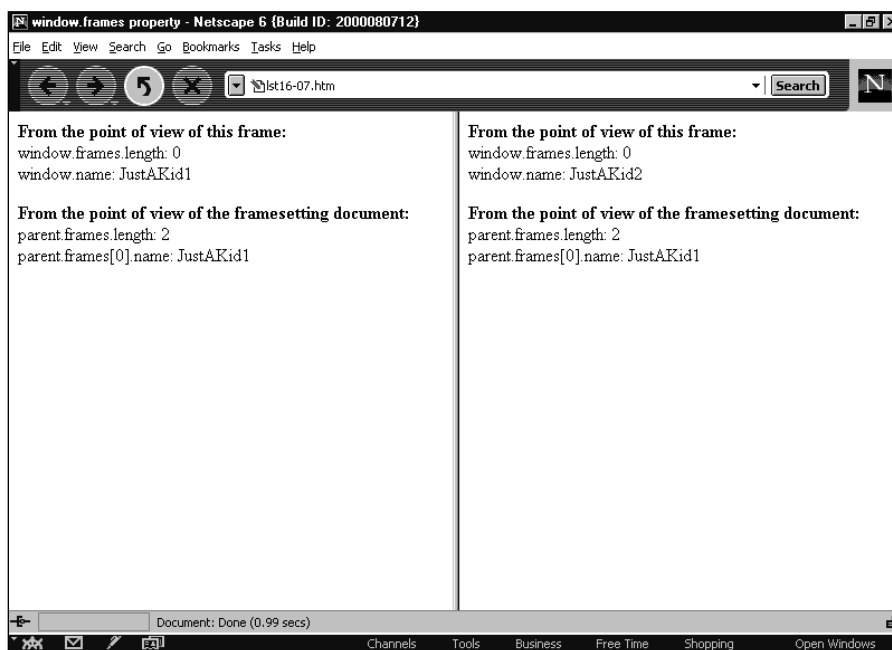 window.frames property - Netscape 6 {Build ID: 2000080712}
File Edit View Search Go Bookmarks Tasks Help
lst16-07.htm
Search
N
From the point of view of this frame:
window.frames.length: 0
window.name: JustAKid1
From the point of view of the framesetting document:
parent.frames.length: 2
parent.frames[0].name: JustAKid1
From the point of view of this frame:
window.frames.length: 0
window.name: JustAKid2
From the point of view of the framesetting document:
parent.frames.length: 2
parent.frames[0].name: JustAKid1
Document: Done (0.99 secs)
Channels Tools Business Free Time Shopping Open Windows